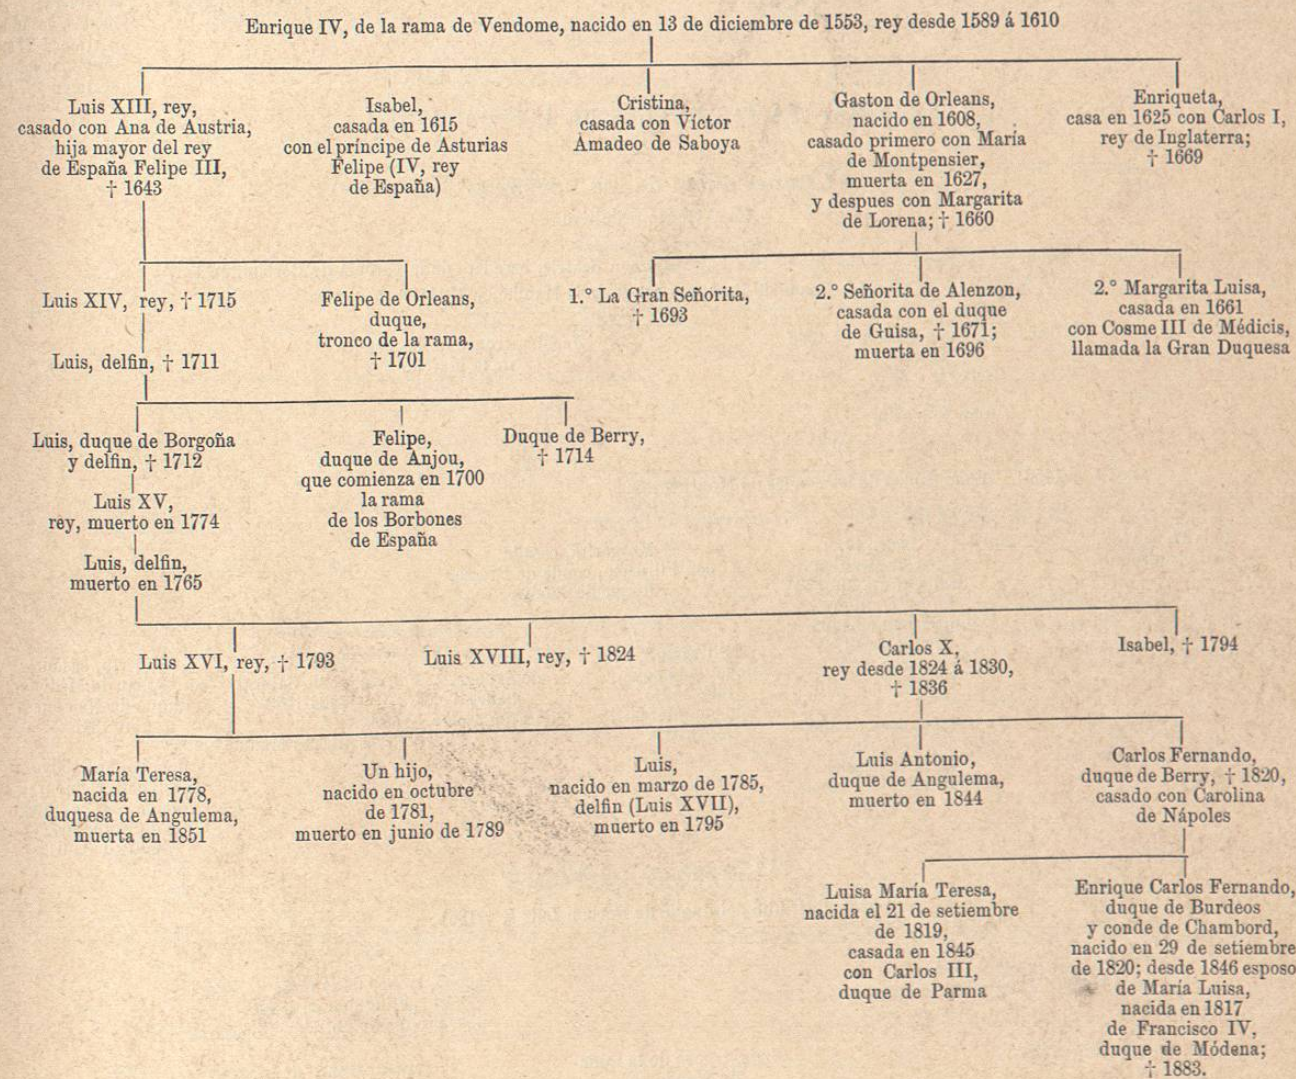 Enrique IV, de la rama de Vendome, nacido en 13 de diciembre de 1553, rey desde 1589 á 1610
Luis XIII, rey,
casado con Ana de Austria,
hija mayor del rey
de España Felipe III,
† 1643
Isabel,
casada en 1615
con el príncipe de Asturias
Felipe (IV, rey
de España)
Cristina,
casada con Víctor
Amadeo de Saboya
Gaston de Orleans,
nacido en 1608,
casado primero con María
de Montpensier,
muerta en 1627,
y despues con Margarita
de Lorena; † 1660
Enriqueta,
casa en 1625 con Carlos I,
rey de Inglaterra;
† 1669
Luis XIV, rey, † 1715
Felipe de Orleans,
duque,
tronco de la rama,
† 1701
1.º La Gran Señorita,
† 1693
2.º Señorita de Alenzon,
casada con el duque
de Guisa, † 1671;
muerta en 1696
2.º Margarita Luisa,
casada en 1661
con Cosme III de Médicis,
llamada la Gran Duquesa
Luis, delfin, † 1711
Luis, duque de Borgoña
y delfin, † 1712
Felipe,
duque de Anjou,
que comienza en 1700
la rama
de los Borbones
de España
Duque de Berry,
† 1714
Luis XV,
rey, muerto en 1774
Luis, delfin,
muerto en 1765
Luis XVI, rey, † 1793
Luis XVIII, rey, † 1824
Carlos X,
rey desde 1824 á 1830,
† 1836
Isabel, † 1794
María Teresa,
nacida en 1778,
duquesa de Angulema,
muerta en 1851
Un hijo,
nacido en octubre
de 1781,
muerto en junio de 1789
Luis,
nacido en marzo de 1785,
delfin (Luis XVII),
muerto en 1795
Luis Antonio,
duque de Angulema,
muerto en 1844
Carlos Fernando,
duque de Berry, † 1820,
casado con Carolina
de Nápoles
Luisa María Teresa,
nacida el 21 de setiembre
de 1819,
casada en 1845
con Carlos III,
duque de Parma
Enrique Carlos Fernando,
duque de Burdeos
y conde de Chambord,
nacido en 29 de setiembre
de 1820; desde 1846 esposo
de María Luisa,
nacida en 1817
de Francisco IV,
duque de Módena;
† 1883.